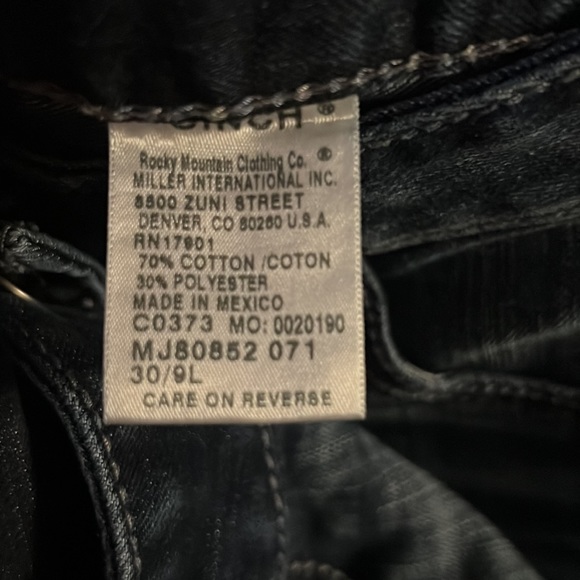 CINCH ®
Rocky Mountain Clothing Co. ®
MILLER INTERNATIONAL INC.
8500 ZUNI STREET
DENVER, CO 80260 U.S.A.
RN17901
70% COTTON /COTON
30% POLYESTER
MADE IN MEXICO
C0373 MO: 0020190
MJ80852 071
30/9L
CARE ON REVERSE